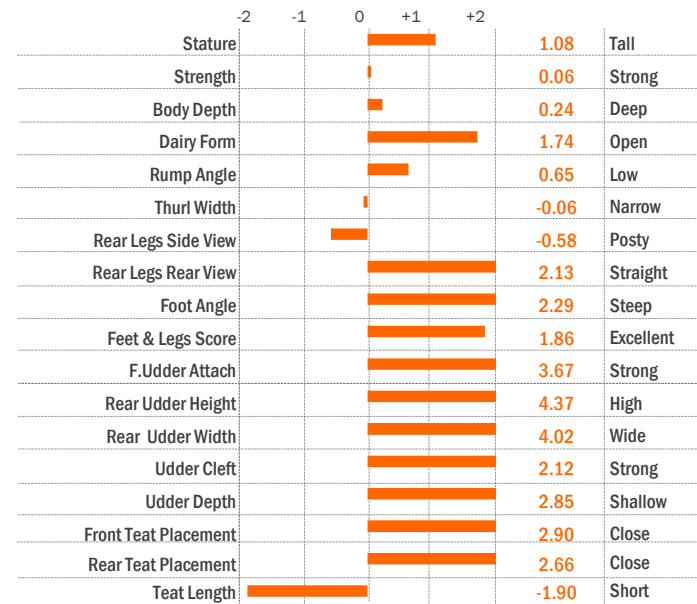 -2 -1 0 +1 +2
Stature 1.08 Tall
Strength 0.06 Strong
Body Depth 0.24 Deep
Dairy Form 1.74 Open
Rump Angle 0.65 Low
Thurl Width -0.06 Narrow
Rear Legs Side View -0.58 Posty
Rear Legs Rear View 2.13 Straight
Foot Angle 2.29 Steep
Feet & Legs Score 1.86 Excellent
F.Udder Attach 3.67 Strong
Rear Udder Height 4.37 High
Rear Udder Width 4.02 Wide
Udder Cleft 2.12 Strong
Udder Depth 2.85 Shallow
Front Teat Placement 2.90 Close
Rear Teat Placement 2.66 Close
Teat Length -1.90 Short